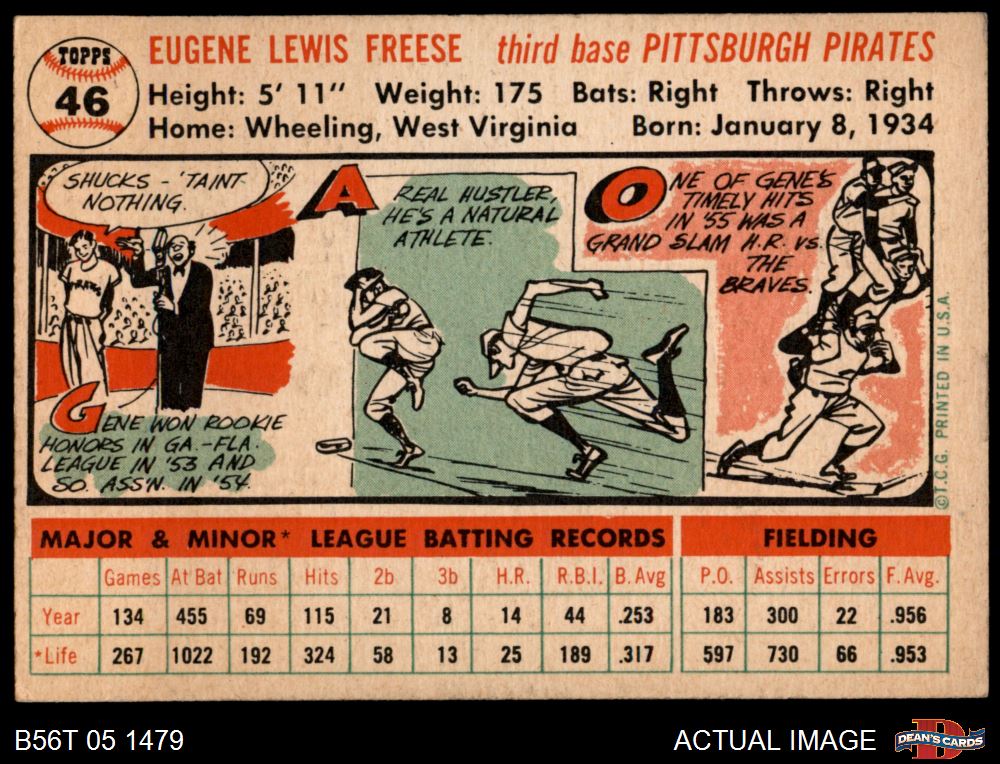 TOPPS
46
EUGENE LEWIS FREESE third base PITTSBURGH PIRATES
Height: 5' 11" Weight: 175 Bats: Right Throws: Right
Home: Wheeling, West Virginia Born: January 8, 1934
SHUCKS - 'TAINT
NOTHING.
PIRATES
GENE WON ROOKIE
HONORS IN GA.-FLA.
LEAGUE IN '53 AND
SO. ASS'N. IN '54.
A REAL HUSTLER,
HE'S A NATURAL
ATHLETE.
ONE OF GENE'S
TIMELY HITS
IN '55 WAS A
GRAND SLAM H.R. VS.
THE
BRAVES.
©T.C.G. PRINTED IN U.S.A.
MAJOR & MINOR* LEAGUE BATTING RECORDS FIELDING
Games At Bat Runs Hits 2b 3b H.R. R.B.I. B. Avg P.O. Assists Errors F. Avg.
Year 134 455 69 115 21 8 14 44 .253 183 300 22 .956
*Life 267 1022 192 324 58 13 25 189 .317 597 730 66 .953
B56T 05 1479 ACTUAL IMAGE DEAN'S CARDS